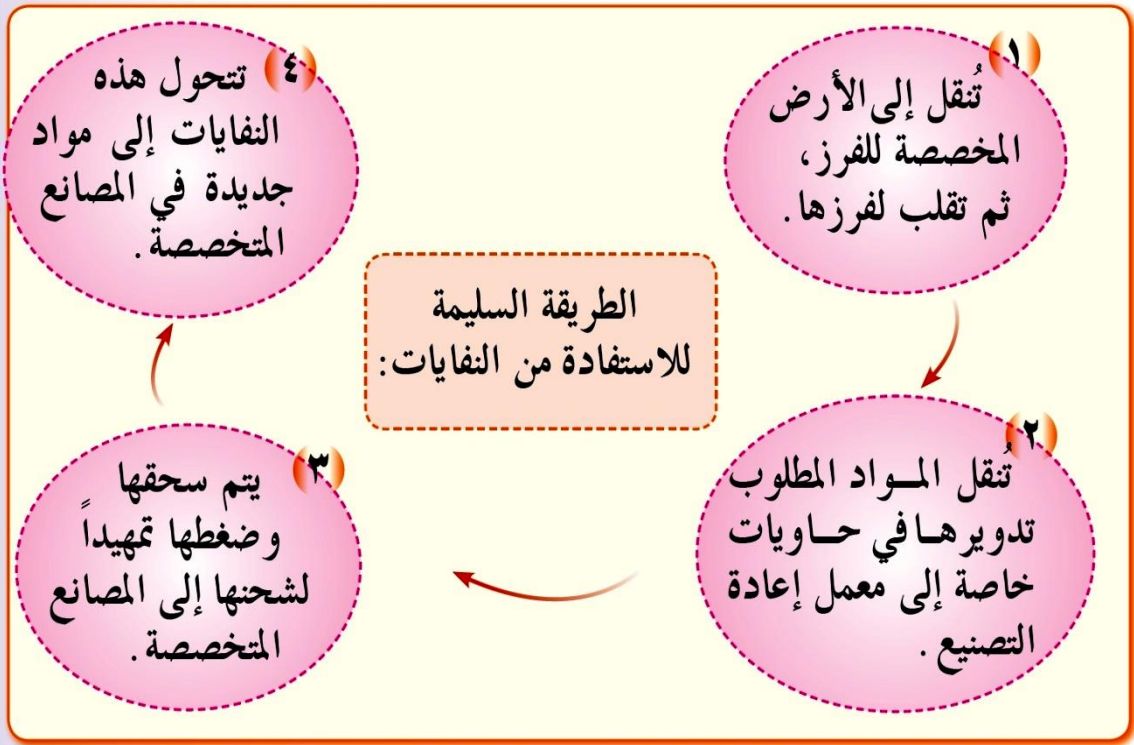 الطريقة السليمة
للاستفادة من النفايات:
١
تُنقل إلى الأرض
المخصصة للفرز،
ثم تقلب لفرزها.
٢
تُنقل المـواد المطلوب
تدويرهـا في حـاويات
خاصة إلى معمل إعادة
التصنيع.
٣
يتم سحقها
وضغطها تمهيداً
لشحنها إلى المصانع
المتخصصة.
٤
تتحول هذه
النفايات إلى مواد
جديدة في المصانع
المتخصصة.